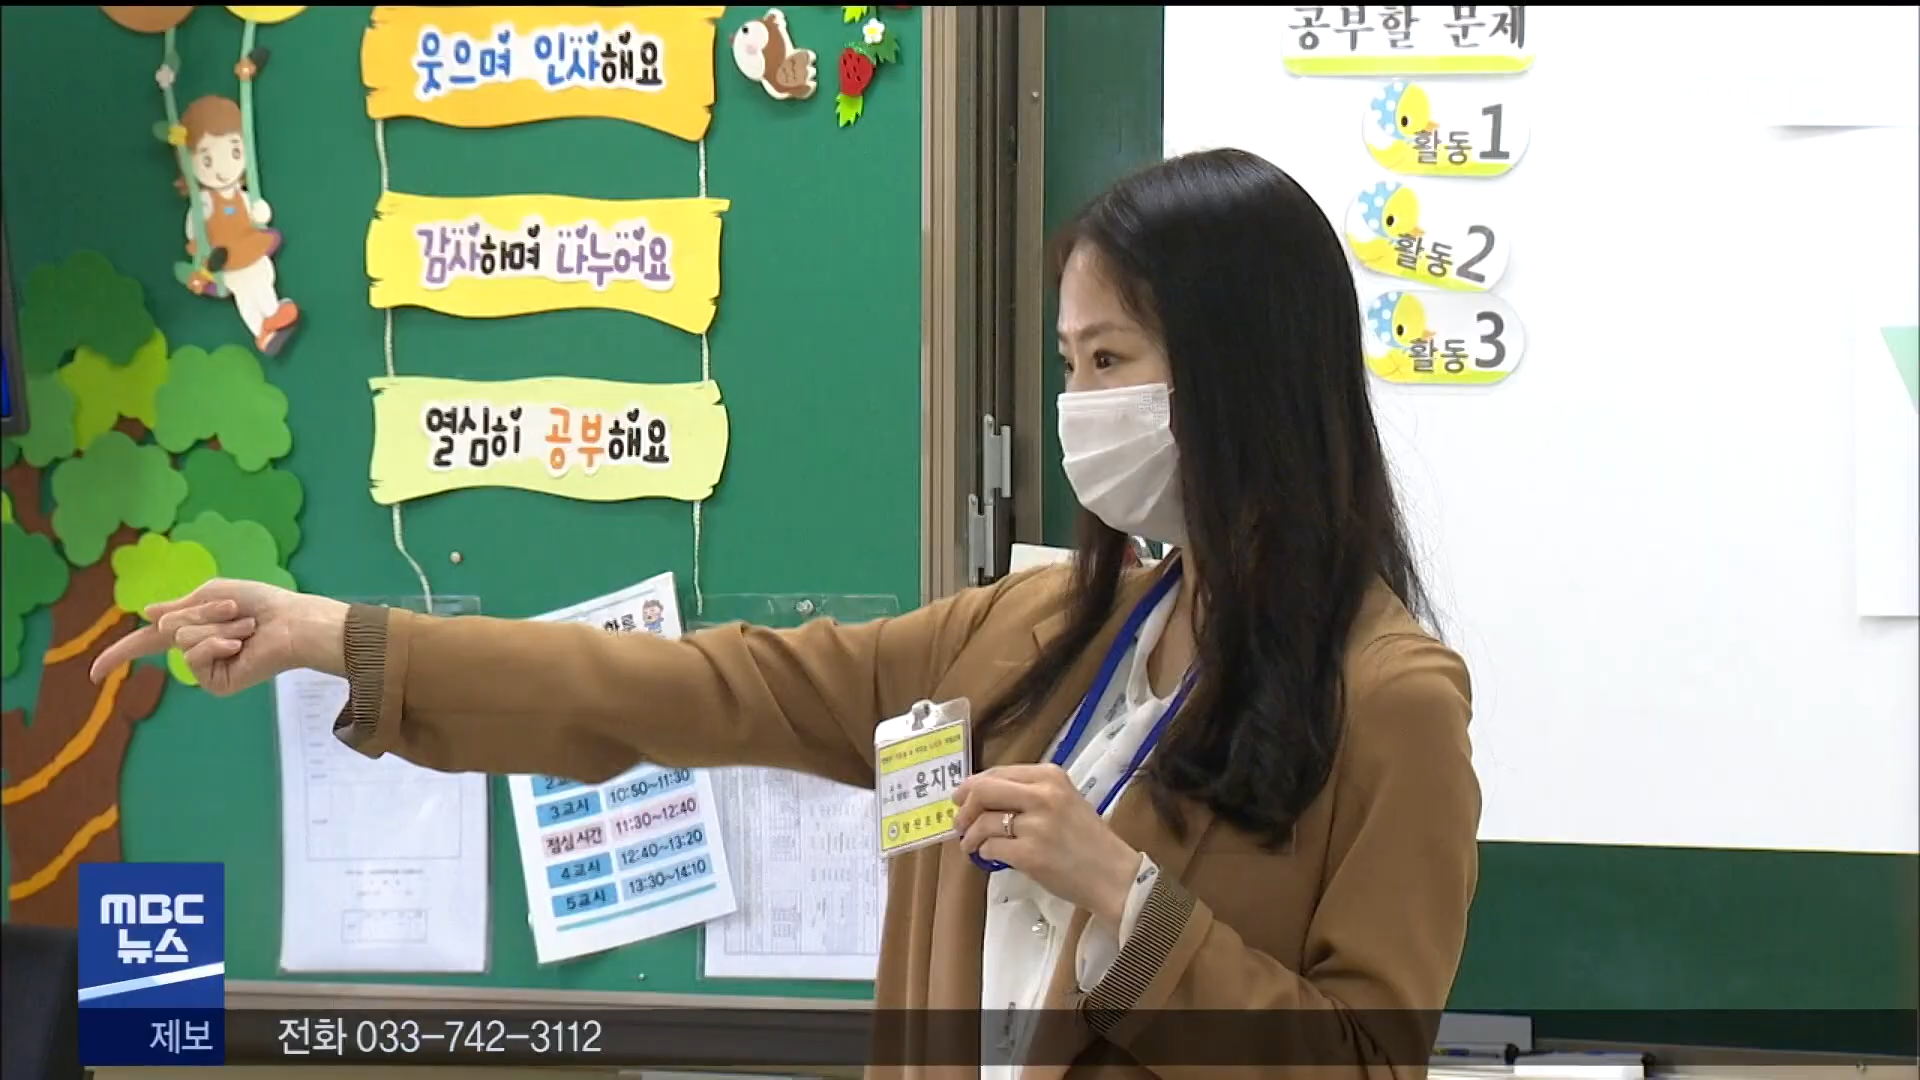 웃으며 인사해요
감사하며 나누어요
열심히 공부해요
공부할 문제
활동1
활동2
활동3
하루
3교시 10:50~11:30
점심 시간 11:30~12:40
4교시 12:40~13:20
5교시 13:30~14:10
윤지현
MBC
뉴스
제보 전화 033-742-3112